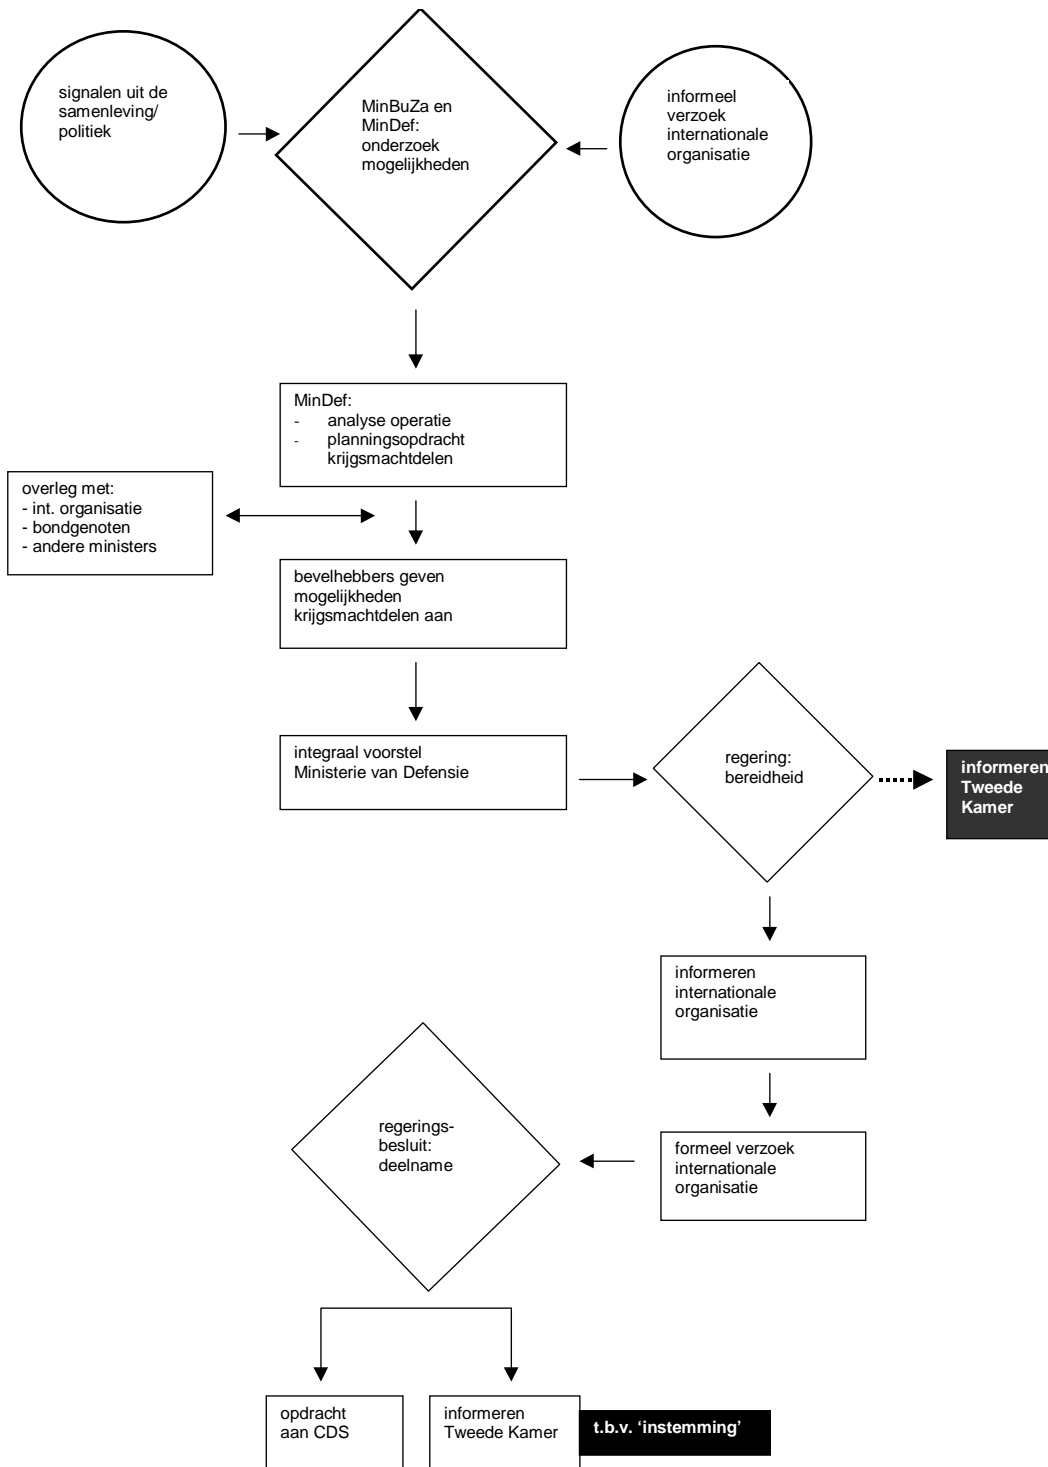 signalen uit de
samenleving/
politiek
MinBuZa en
MinDef:
onderzoek
mogelijkheden
informeel
verzoek
internationale
organisatie
MinDef:
- analyse operatie
- planningsopdracht
krijgsmachtdelen
overleg met:
- int. organisatie
- bondgenoten
- andere ministers
bevelhebbers geven
mogelijkheden
krijgsmachtdelen aan
integraal voorstel
Ministerie van Defensie
regering:
bereidheid
informeren
Tweede
Kamer
informeren
internationale
organisatie
formeel verzoek
internationale
organisatie
regerings-
besluit:
deelname
opdracht
aan CDS
informeren
Tweede Kamer
t.b.v. ‘instemming’